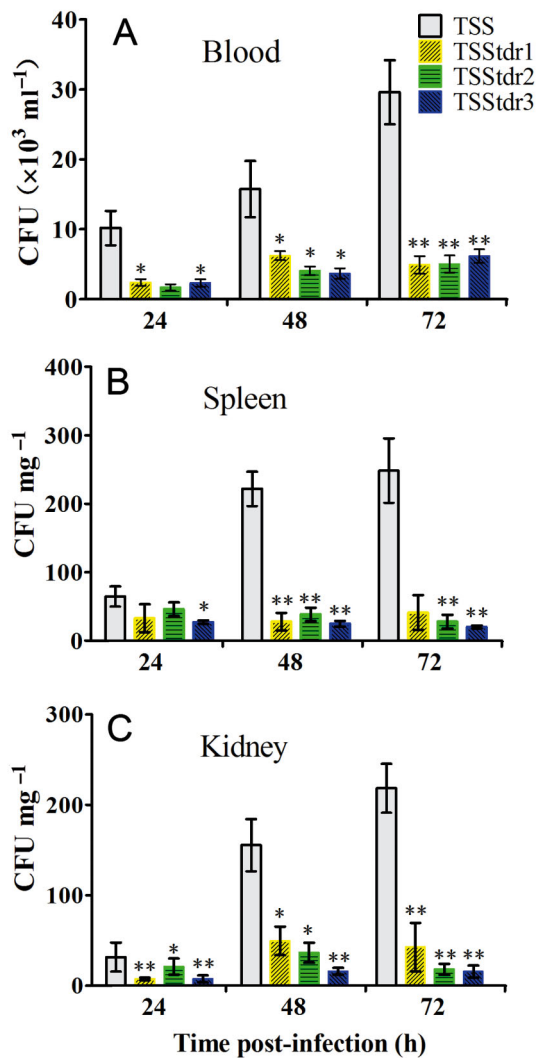 A
Blood
TSS
TSStdr1
TSStdr2
TSStdr3
CFU (×10³ ml⁻¹)
40
30
20
10
0
* *
* * *
** ** **
24 48 72
B
Spleen
CFU mg⁻¹
400
300
200
100
0
*
** ** **
** **
24 48 72
C
Kidney
CFU mg⁻¹
300
200
100
0
** * **
* * **
** ** **
24 48 72
Time post-infection (h)